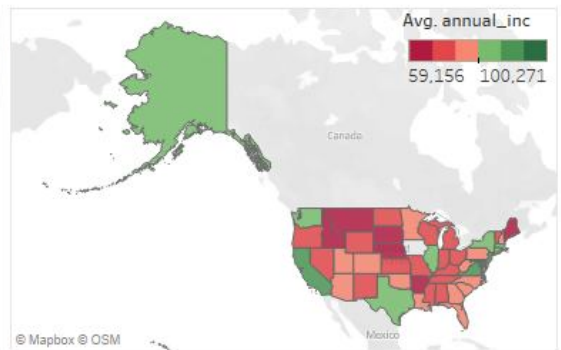 Avg. annual_inc
59,156 100,271
Canada
Mexico
© Mapbox © OSM